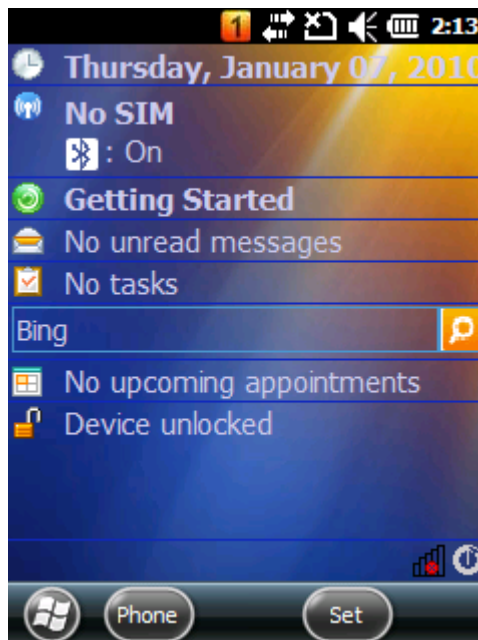 1 2:13
Thursday, January 07, 2010
No SIM
: On
Getting Started
No unread messages
No tasks
Bing
No upcoming appointments
Device unlocked
Phone Set